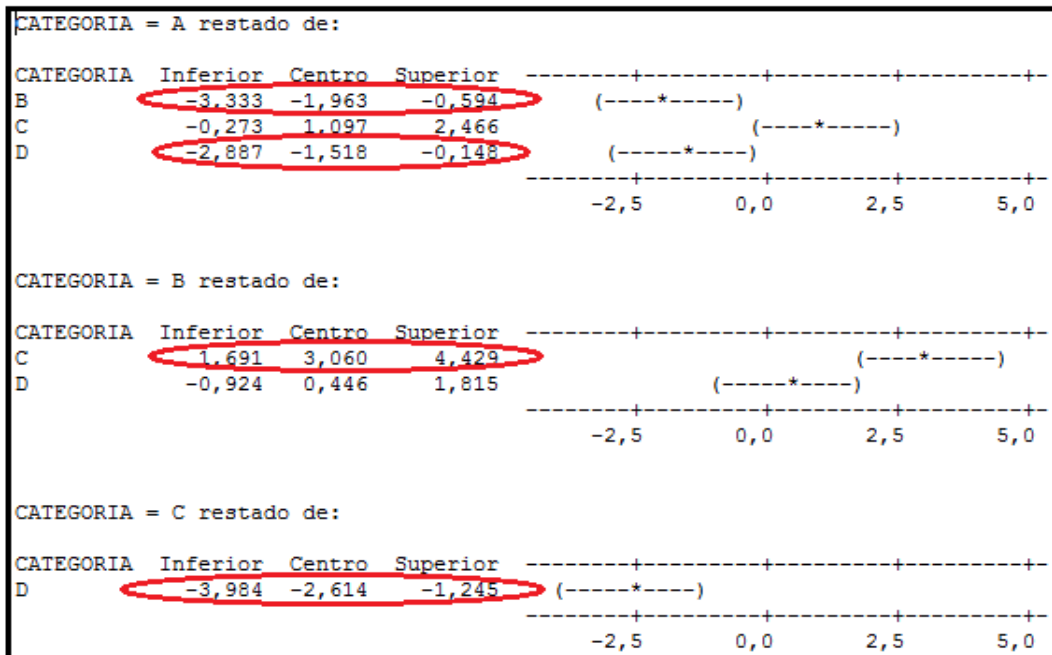 CATEGORIA = A restado de:
CATEGORIA  Inferior  Centro  Superior  --------+---------+---------+---------+-
B            -3,333  -1,963    -0,594     (----*-----)
C            -0,273   1,097     2,466                 (----*-----)
D            -2,887  -1,518    -0,148      (-----*----)
--------+---------+---------+---------+-
-2,5       0,0       2,5       5,0
CATEGORIA = B restado de:
CATEGORIA  Inferior  Centro  Superior  --------+---------+---------+---------+-
C             1,691   3,060     4,429                         (----*-----)
D            -0,924   0,446     1,815              (-----*----)
--------+---------+---------+---------+-
-2,5       0,0       2,5       5,0
CATEGORIA = C restado de:
CATEGORIA  Inferior  Centro  Superior  --------+---------+---------+---------+-
D            -3,984  -2,614    -1,245  (-----*----)
--------+---------+---------+---------+-
-2,5       0,0       2,5       5,0